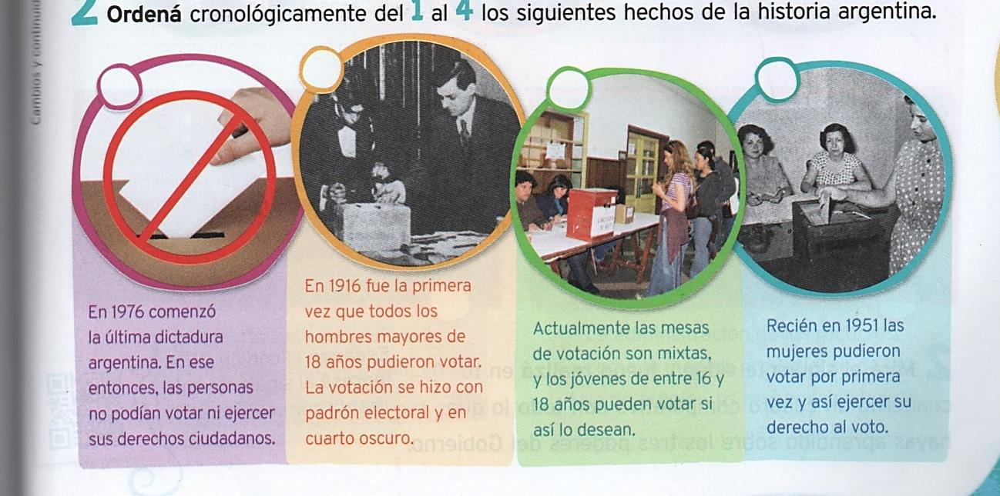 Cambios y continuid
2 Ordená cronológicamente del 1 al 4 los siguientes hechos de la historia argentina.
En 1976 comenzó
la última dictadura
argentina. En ese
entonces, las personas
no podían votar ni ejercer
sus derechos ciudadanos.
En 1916 fue la primera
vez que todos los
hombres mayores de
18 años pudieron votar.
La votación se hizo con
padrón electoral y en
cuarto oscuro.
Actualmente las mesas
de votación son mixtas,
y los jóvenes de entre 16 y
18 años pueden votar si
así lo desean.
Recién en 1951 las
mujeres pudieron
votar por primera
vez y así ejercer su
derecho al voto.